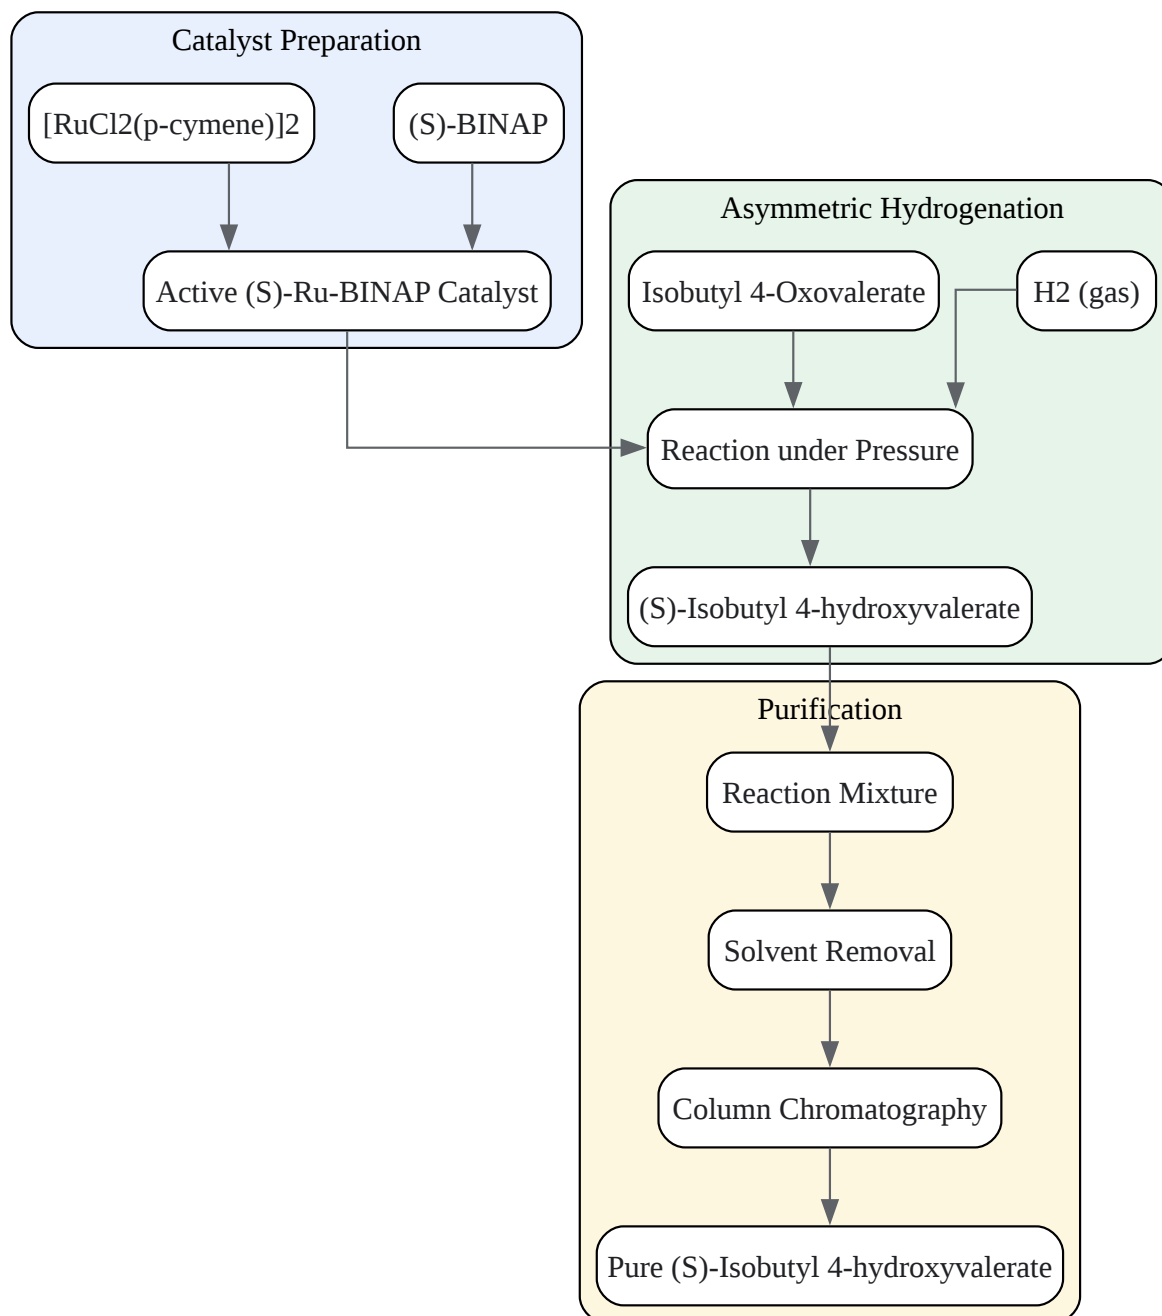 Catalyst Preparation
[RuCl2(p-cymene)]2
(S)-BINAP
Active (S)-Ru-BINAP Catalyst
Asymmetric Hydrogenation
Isobutyl 4-Oxovalerate
H2 (gas)
Reaction under Pressure
(S)-Isobutyl 4-hydroxyvalerate
Purification
Reaction Mixture
Solvent Removal
Column Chromatography
Pure (S)-Isobutyl 4-hydroxyvalerate